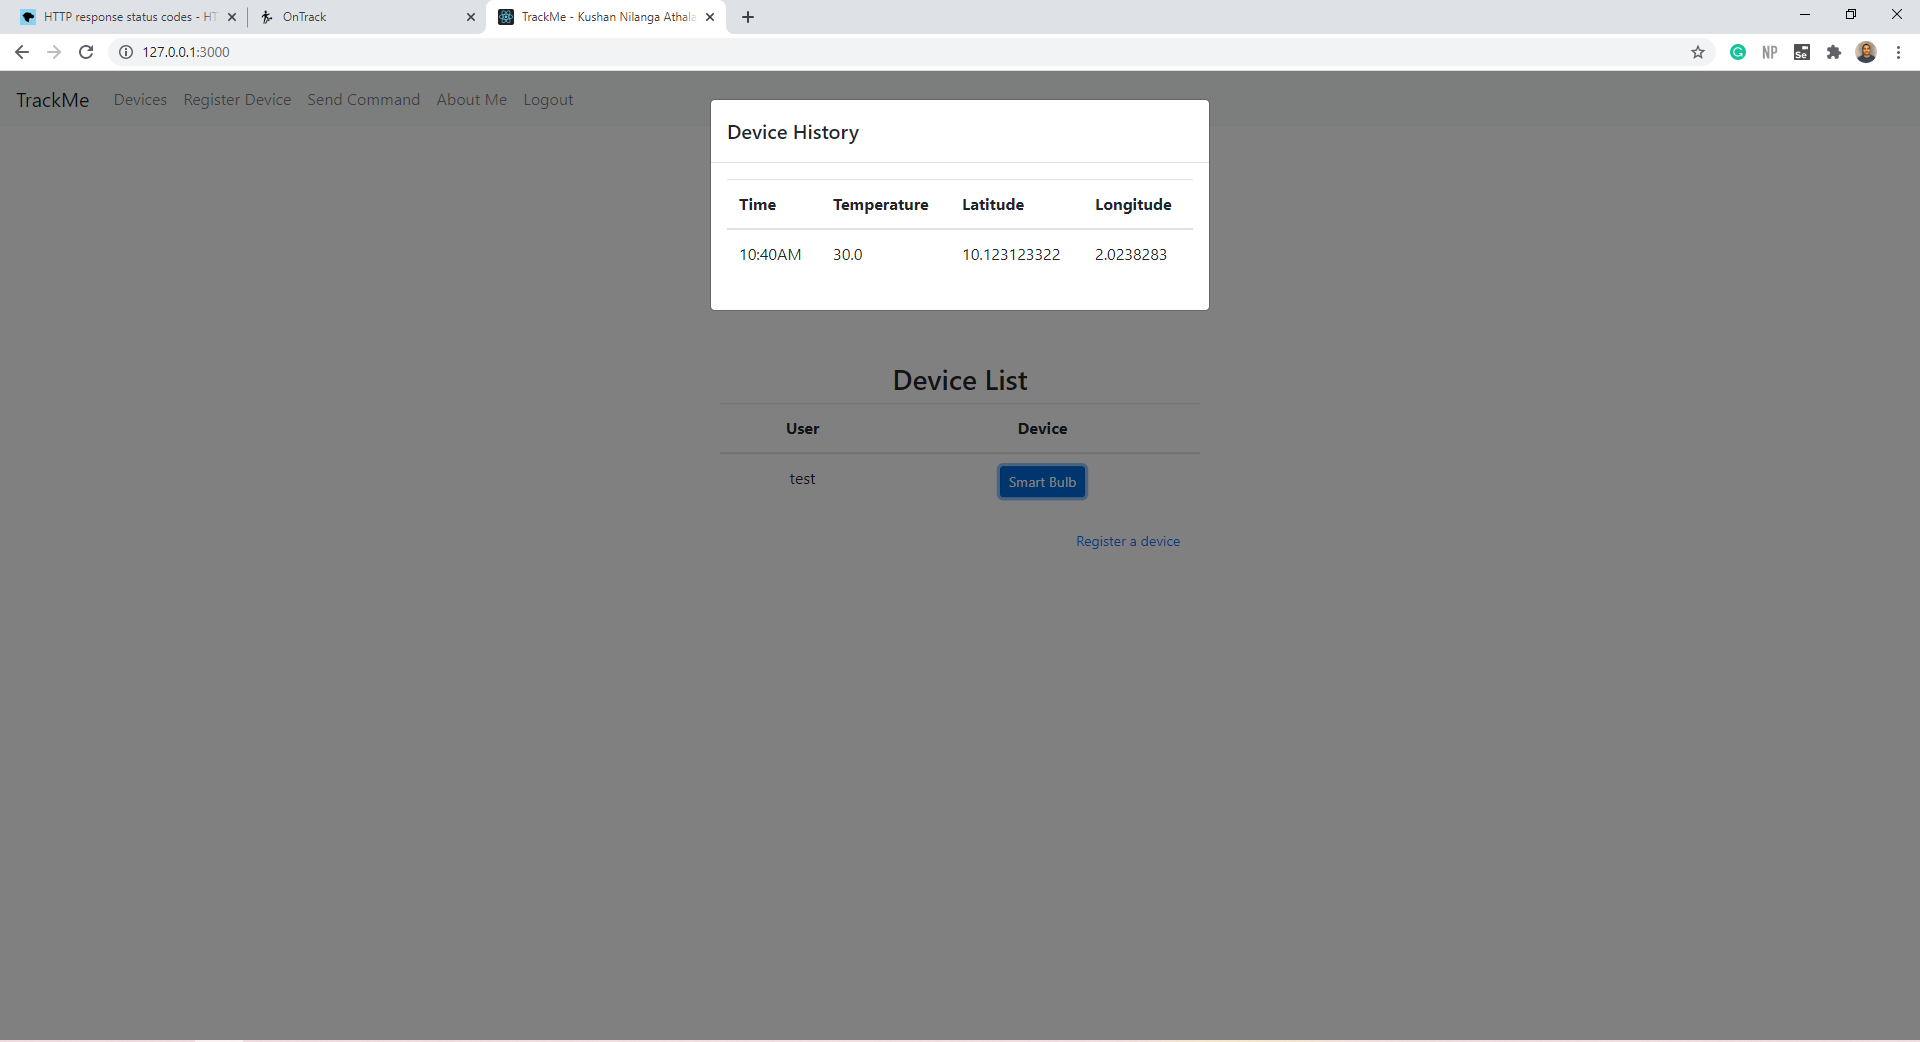 HTTP response status codes - HT
OnTrack
TrackMe - Kushan Nilanga Athala
127.0.0.1:3000
NP
Se
TrackMe Devices Register Device Send Command About Me Logout
Device History
Time Temperature Latitude Longitude
10:40AM 30.0 10.123123322 2.0238283
Device List
User Device
test Smart Bulb
Register a device